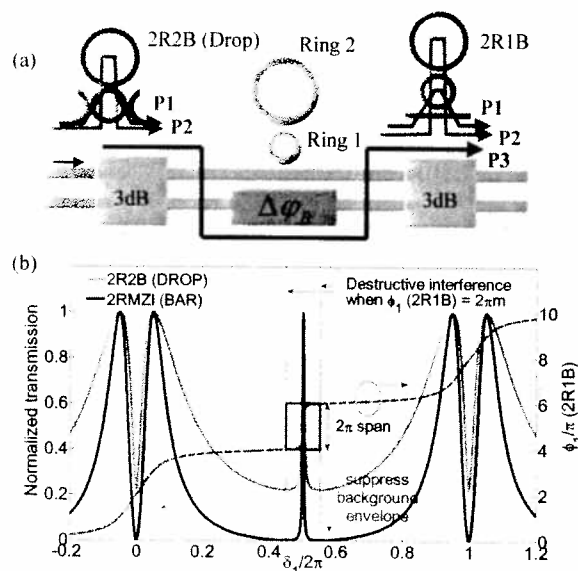 (a)
2R2B (Drop)
Ring 2
2R1B
P1
P2
Ring 1
P1
P2
P3
3dB
Δφ_B
3dB
(b)
2R2B (DROP)
2RMZI (BAR)
Destructive interference
when ϕ₁ (2R1B) = 2πm
Normalized transmission
1
0.8
0.6
0.4
0.2
0
2π span
suppress
background
envelope
10
8
6
4
2
0
ϕ₁/π (2R1B)
-0.2 0 0.2 0.4 0.6 0.8 1 1.2
δ₁/2π